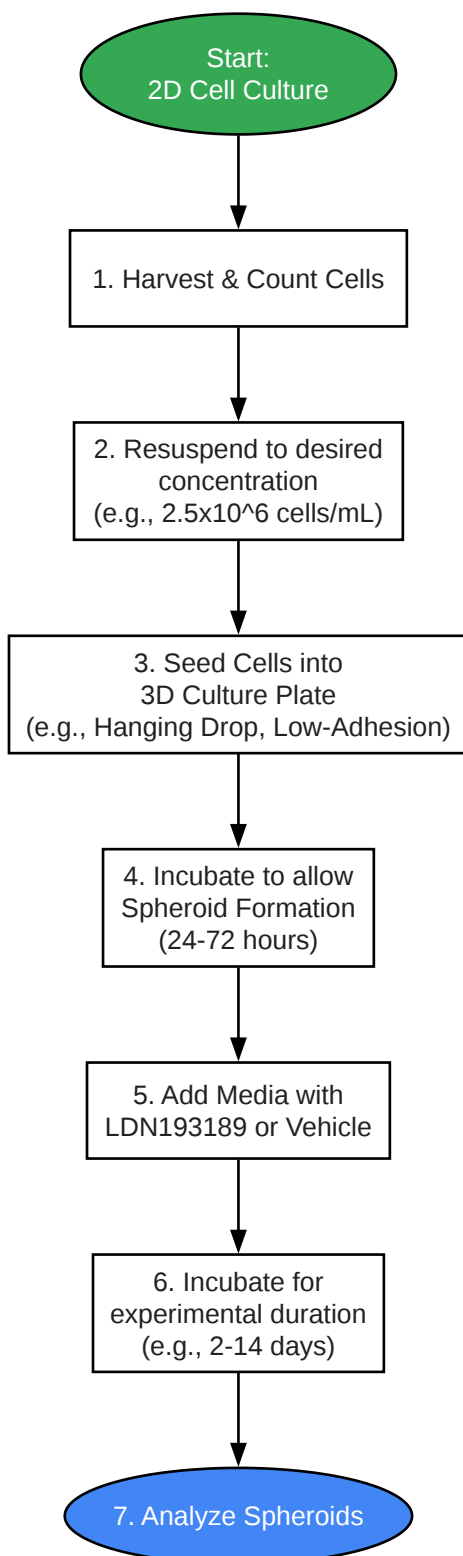 Start:
2D Cell Culture
1. Harvest & Count Cells
2. Resuspend to desired
concentration
(e.g., 2.5x10^6 cells/mL)
3. Seed Cells into
3D Culture Plate
(e.g., Hanging Drop, Low-Adhesion)
4. Incubate to allow
Spheroid Formation
(24-72 hours)
5. Add Media with
LDN193189 or Vehicle
6. Incubate for
experimental duration
(e.g., 2-14 days)
7. Analyze Spheroids